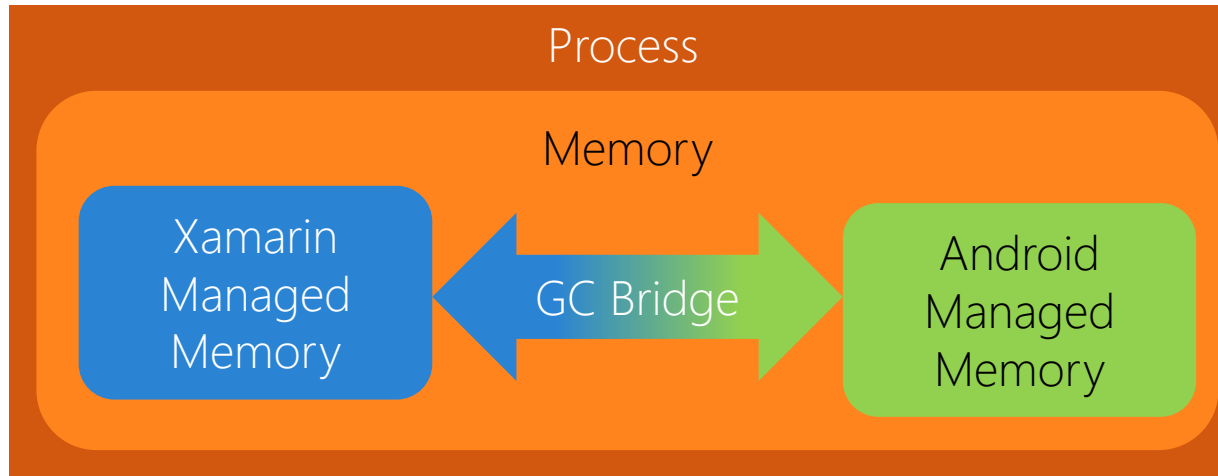 Process
Memory
Xamarin
Managed
Memory
GC Bridge
Android
Managed
Memory